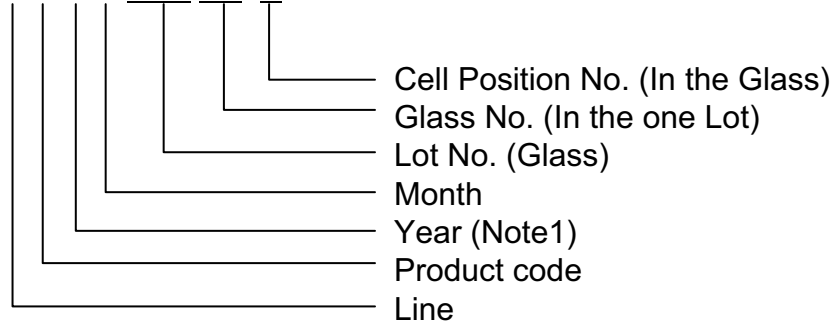 Cell Position No. (In the Glass)
Glass No. (In the one Lot)
Lot No. (Glass)
Month
Year (Note1)
Product code
Line